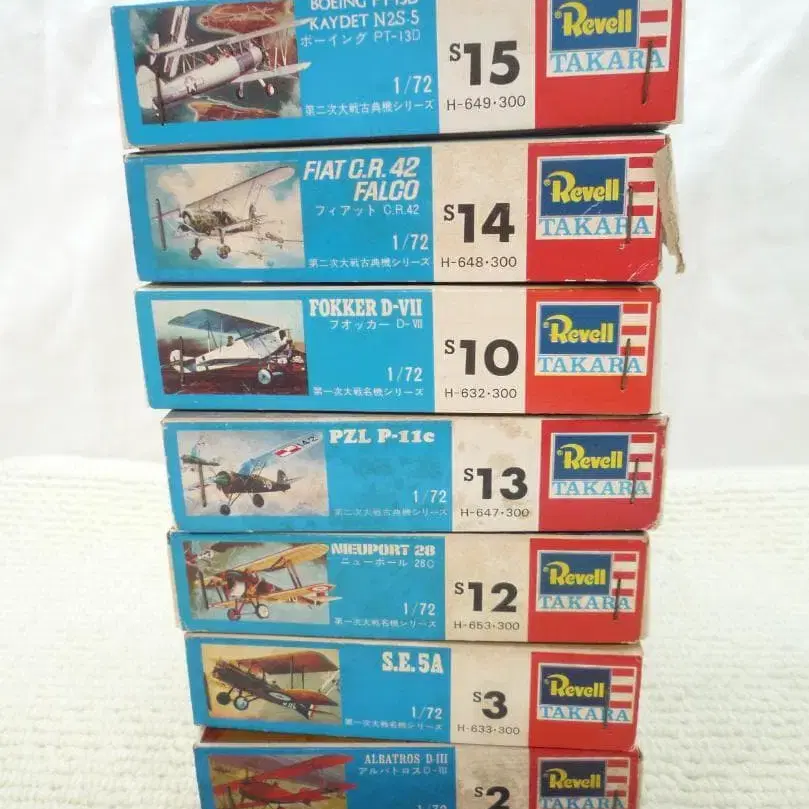 BOEING PT-13D
KAYDET N2S-5
ボーイング PT-13D
1/72
第二次大戦古典機シリーズ
S15
H-649・300
Revell
TAKARA
FIAT C.R.42
FALCO
フィアット C.R.42
1/72
第二次大戦古典機シリーズ
S14
H-648・300
Revell
TAKARA
FOKKER D-VII
フオッカー D-VII
1/72
第一次大戦名機シリーズ
S10
H-632・300
Revell
TAKARA
PZL P-11c
1/72
第二次大戦古典機シリーズ
S13
H-647・300
Revell
TAKARA
NIEUPORT 28
ニューポール 28C
1/72
第一次大戦名機シリーズ
S12
H-653・300
Revell
TAKARA
S.E.5A
1/72
第一次大戦名機シリーズ
S3
H-633・300
Revell
TAKARA
ALBATROS D-III
アルバトロス D-III
1/72
S2
Revell
TAKARA